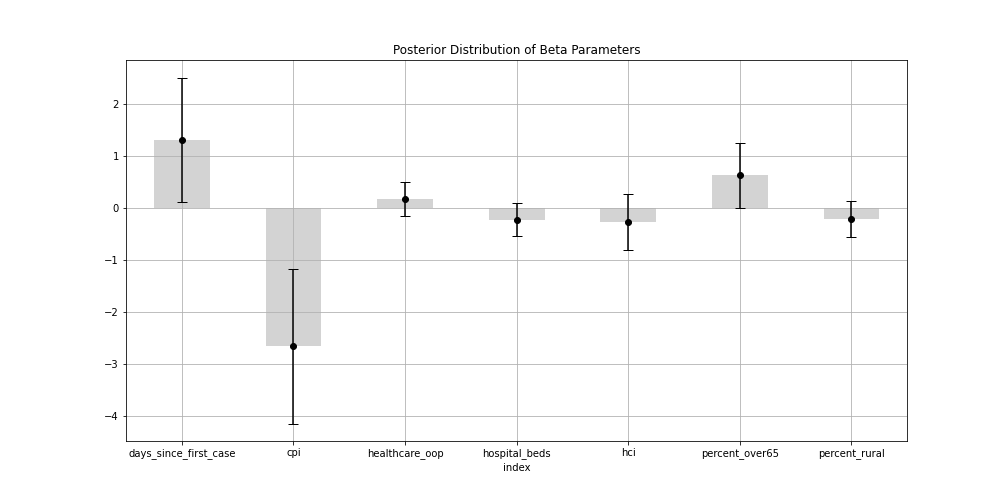 Posterior Distribution of Beta Parameters
2
1
0
−1
−2
−3
−4
days_since_first_case cpi healthcare_oop hospital_beds hci percent_over65 percent_rural
index